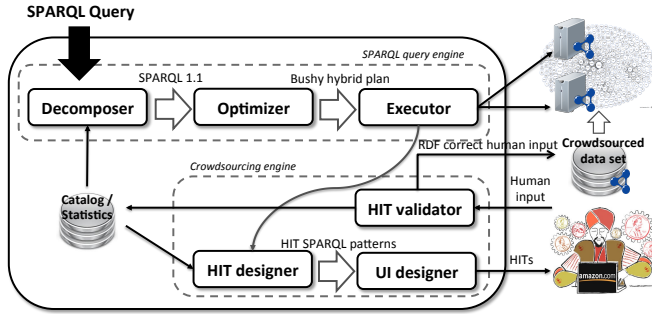 SPARQL Query
SPARQL query engine
SPARQL 1.1
Bushy hybrid plan
Decomposer
Optimizer
Executor
RDF correct human input
Crowdsourced
data set
Crowdsourcing engine
Catalog /
Statistics
HIT validator
Human
input
HIT SPARQL patterns
HIT designer
UI designer
HITs
amazon.com